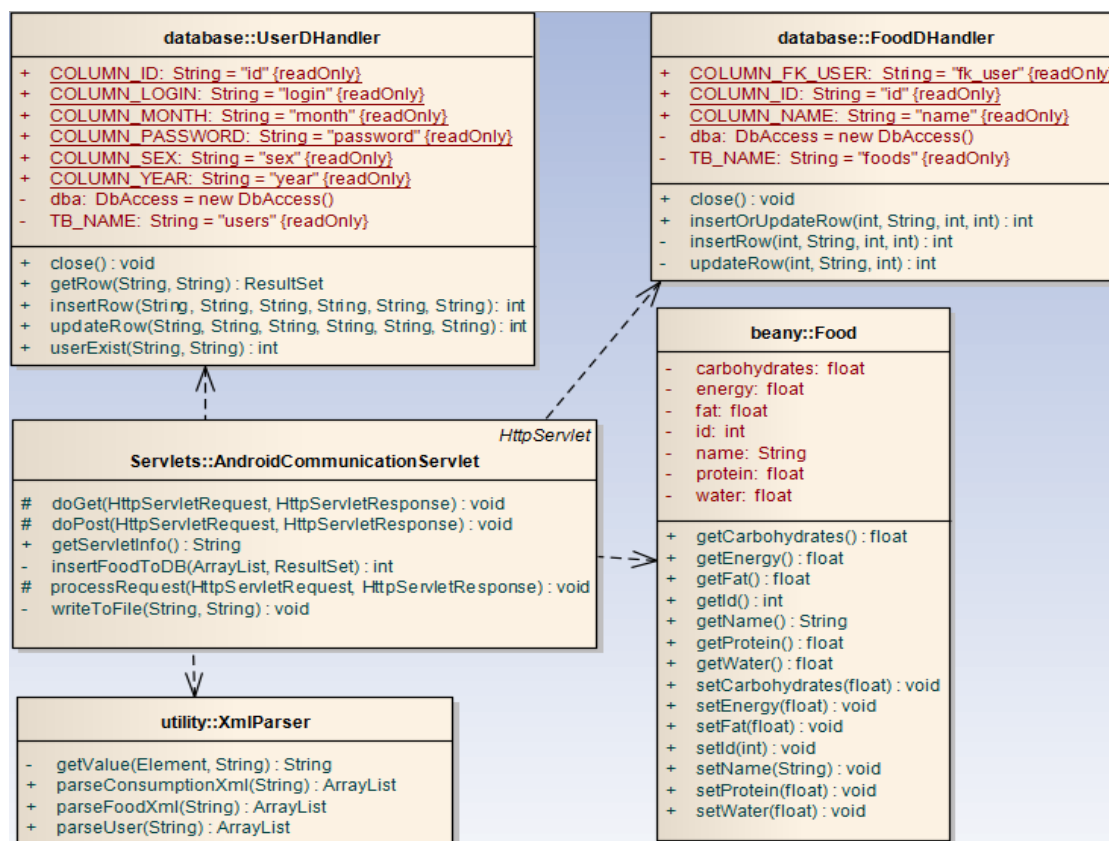 database::UserDHandler
+ COLUMN_ID: String = "id" {readOnly}
+ COLUMN_LOGIN: String = "login" {readOnly}
+ COLUMN_MONTH: String = "month" {readOnly}
+ COLUMN_PASSWORD: String = "password" {readOnly}
+ COLUMN_SEX: String = "sex" {readOnly}
+ COLUMN_YEAR: String = "year" {readOnly}
- dba: DbAccess = new DbAccess()
- TB_NAME: String = "users" {readOnly}
+ close() : void
+ getRow(String, String) : ResultSet
+ insertRow(String, String, String, String, String, String) : int
+ updateRow(String, String, String, String, String, String) : int
+ userExist(String, String) : int
database::FoodDHandler
+ COLUMN_FK_USER: String = "fk_user" {readOnly}
+ COLUMN_ID: String = "id" {readOnly}
+ COLUMN_NAME: String = "name" {readOnly}
- dba: DbAccess = new DbAccess()
- TB_NAME: String = "foods" {readOnly}
+ close() : void
+ insertOrUpdateRow(int, String, int, int) : int
- insertRow(int, String, int, int) : int
- updateRow(int, String, int) : int
HttpServlet
Servlets::AndroidCommunicationServlet
# doGet(HttpServletRequest, HttpServletResponse) : void
# doPost(HttpServletRequest, HttpServletResponse) : void
+ getServletInfo() : String
- insertFoodToDB(ArrayList, ResultSet) : int
# processRequest(HttpServletRequest, HttpServletResponse) : void
- writeToFile(String, String) : void
beany::Food
- carbohydrates: float
- energy: float
- fat: float
- id: int
- name: String
- protein: float
- water: float
+ getCarbohydrates() : float
+ getEnergy() : float
+ getFat() : float
+ getId() : int
+ getName() : String
+ getProtein() : float
+ getWater() : float
+ setCarbohydrates(float) : void
+ setEnergy(float) : void
+ setFat(float) : void
+ setId(int) : void
+ setName(String) : void
+ setProtein(float) : void
+ setWater(float) : void
utility::XmlParser
- getValue(Element, String) : String
+ parseConsumptionXml(String) : ArrayList
+ parseFoodXml(String) : ArrayList
+ parseUser(String) : ArrayList